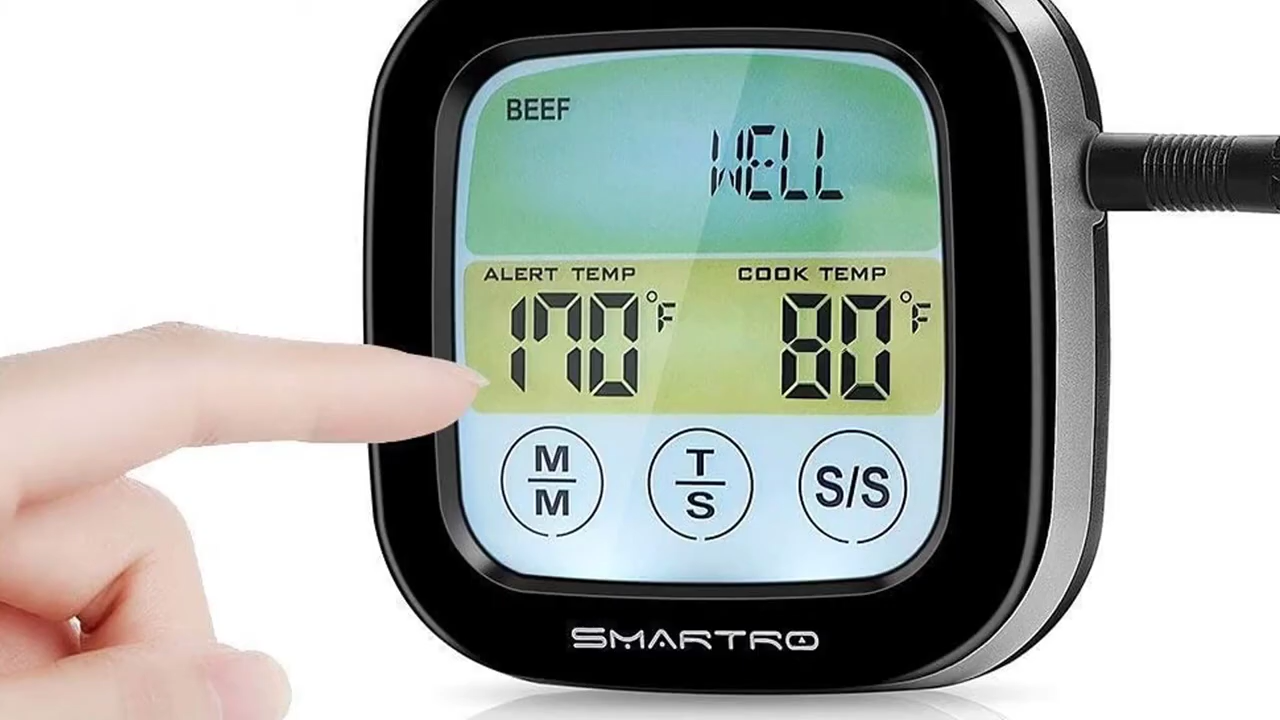 BEEF
WELL
ALERT TEMP COOK TEMP
170°F 80°F
M T S/S
M S
SMARTRO